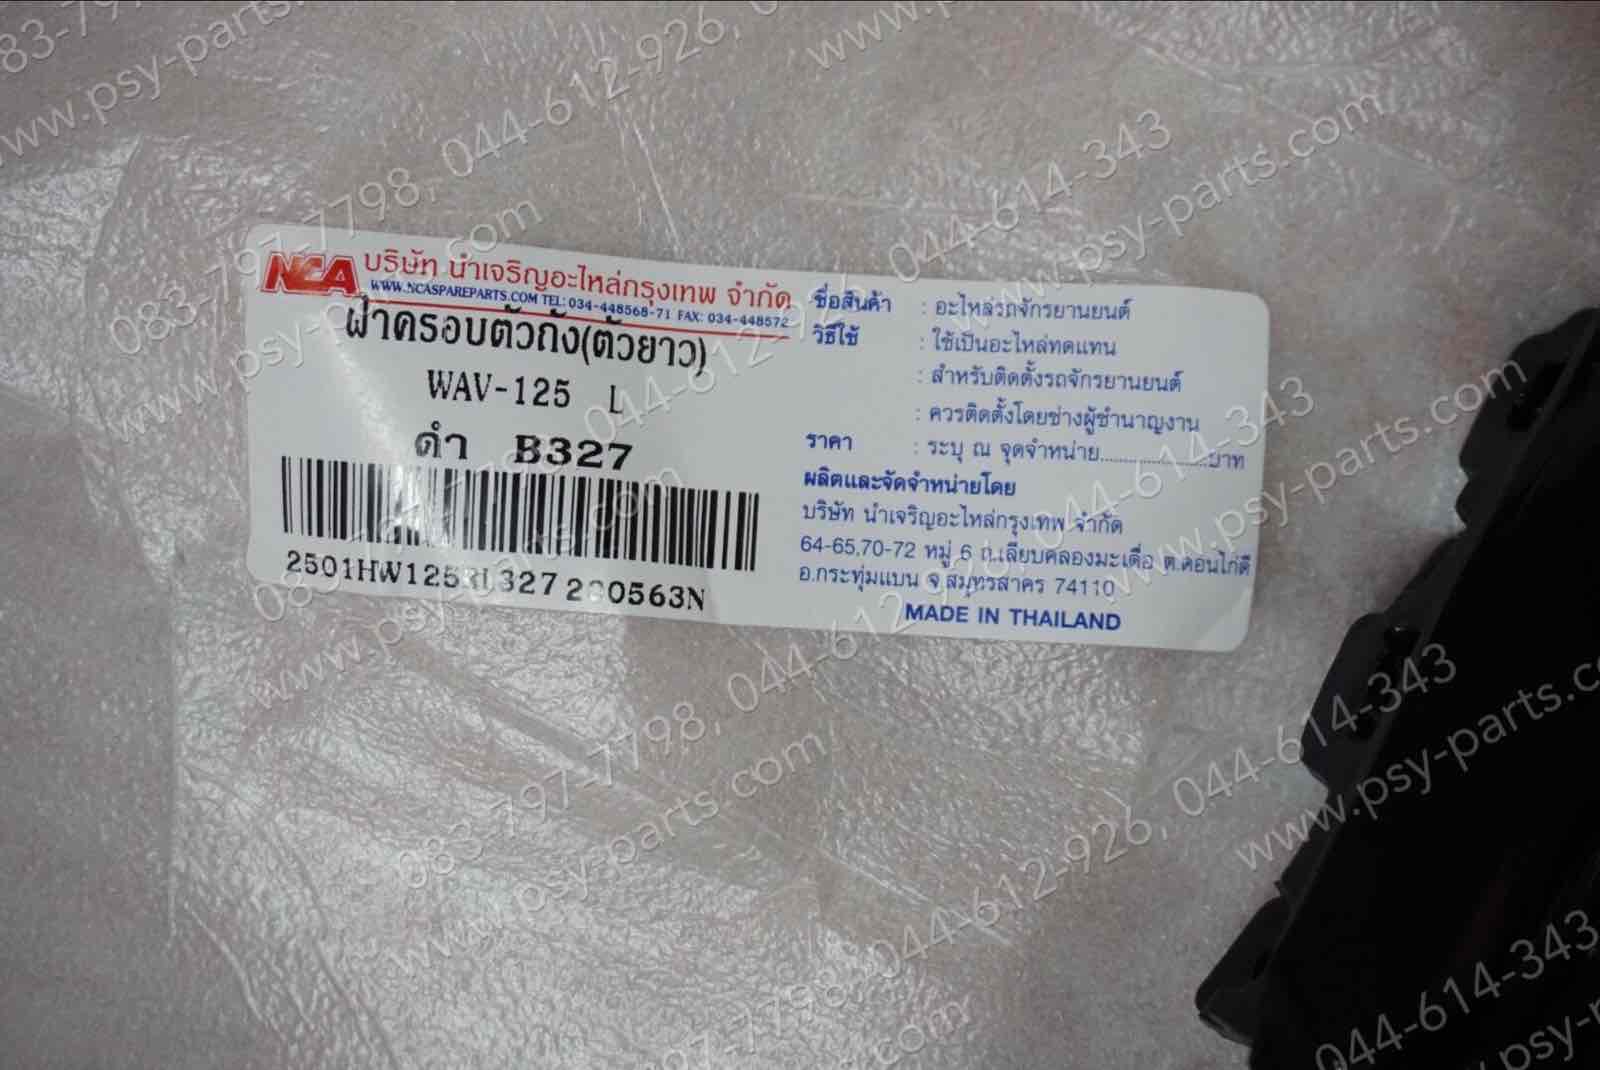 NCA บริษัท นำเจริญอะไหล่กรุงเทพ จำกัด
WWW.NCASPAREPARTS.COM TEL: 034-448568-71 FAX: 034-448572
ฝาครอบตัวถัง(ตัวยาว)
WAV-125 L
ดำ B327
2501HW125RL327 200563N
ชื่อสินค้า : อะไหล่รถจักรยานยนต์
วิธีใช้ : ใช้เป็นอะไหล่ทดแทน
: สำหรับติดตั้งรถจักรยานยนต์
: ควรติดตั้งโดยช่างผู้ชำนาญงาน
ราคา : ระบุ ณ จุดจำหน่าย........................บาท
ผลิตและจัดจำหน่ายโดย
บริษัท นำเจริญอะไหล่กรุงเทพ จำกัด
64-65,70-72 หมู่ 6 ถ.เลียบคลองมะเดื่อ ต.ดอนไก่ดี
อ.กระทุ่มแบน จ.สมุทรสาคร 74110
MADE IN THAILAND
083-797-7798, 044-612-926, 044-614-343
www.psy-parts.com